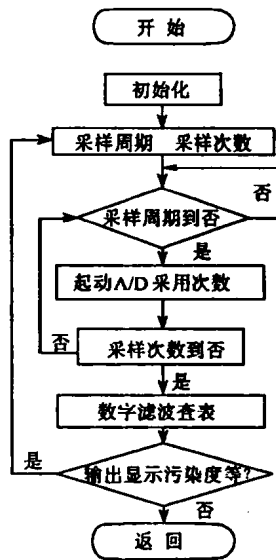 开 始
初始化
采样周期 采样次数
否
采样周期到否
是
起动A/D采用次数
否
采样次数到否
是
数字滤波查表
是
输出显示污染度等?
否
返 回